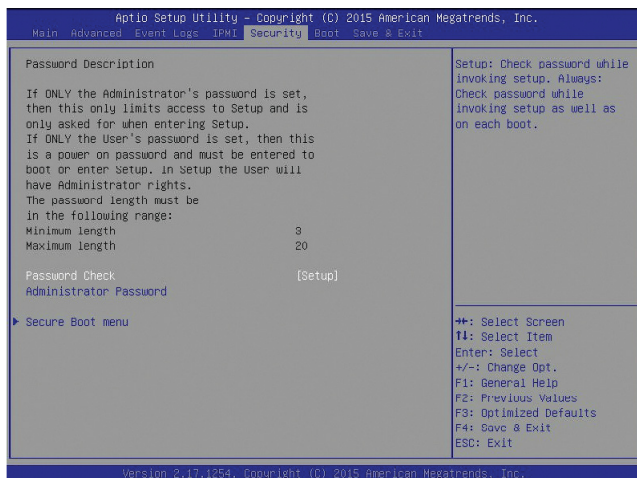 Aptio Setup Utility – Copyright (C) 2015 American Megatrends, Inc.
Main Advanced Event Logs IPMI Security Boot Save & Exit
Password Description
If ONLY the Administrator's password is set,
then this only limits access to Setup and is
only asked for when entering Setup.
If ONLY the User's password is set, then this
is a power on password and must be entered to
boot or enter Setup. In Setup the User will
have Administrator rights.
The password length must be
in the following range:
Minimum length 3
Maximum length 20
Password Check [Setup]
Administrator Password
Secure Boot menu
Setup: Check password while
invoking setup. Always:
Check password while
invoking setup as well as
on each boot.
→←: Select Screen
↑↓: Select Item
Enter: Select
+/-: Change Opt.
F1: General Help
F2: Previous Values
F3: Optimized Defaults
F4: Save & Exit
ESC: Exit
Version 2.17.1254. Copyright (C) 2015 American Megatrends, Inc.